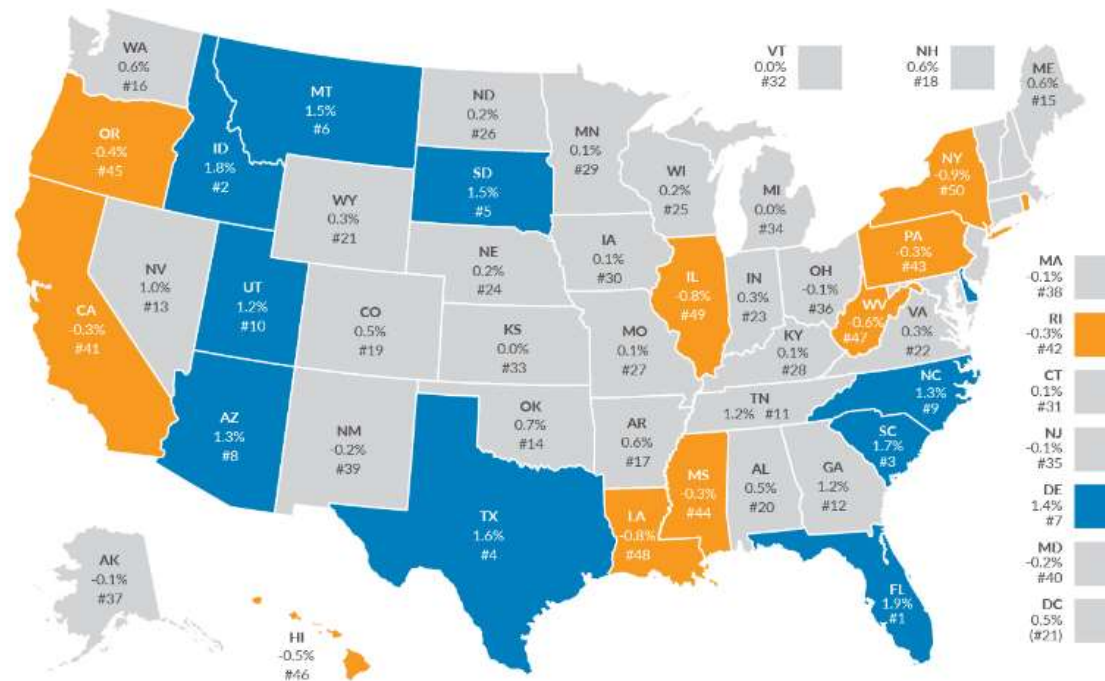 WA
0.6%
#16
VT
0.0%
#32
NH
0.6%
#18
ME
0.6%
#15
MT
1.5%
#6
ND
0.2%
#26
MN
0.1%
#29
OR
-0.4%
#45
ID
1.8%
#2
SD
1.5%
#5
WI
0.2%
#25
MI
0.0%
#34
NY
-0.9%
#50
WY
0.3%
#21
NE
0.2%
#24
IA
0.1%
#30
PA
-0.3%
#43
NV
1.0%
#13
UT
1.2%
#10
CO
0.5%
#19
KS
0.0%
#33
IL
-0.8%
#49
IN
0.3%
#23
OH
-0.1%
#36
MA
-0.1%
#38
CA
-0.3%
#41
MO
0.1%
#27
KY
0.1%
#28
WV
-0.6%
#47
VA
0.3%
#22
RI
-0.3%
#42
CT
0.1%
#31
AZ
1.3%
#8
NM
-0.2%
#39
OK
0.7%
#14
AR
0.6%
#17
TN
1.2% #11
NC
1.3%
#9
SC
1.7%
#3
NJ
-0.1%
#35
MS
-0.3%
#44
AL
0.5%
#20
GA
1.2%
#12
DE
1.4%
#7
TX
1.6%
#4
LA
-0.8%
#48
MD
-0.2%
#40
AK
-0.1%
#37
FL
1.9%
#1
DC
0.5%
(#21)
HI
-0.5%
#46